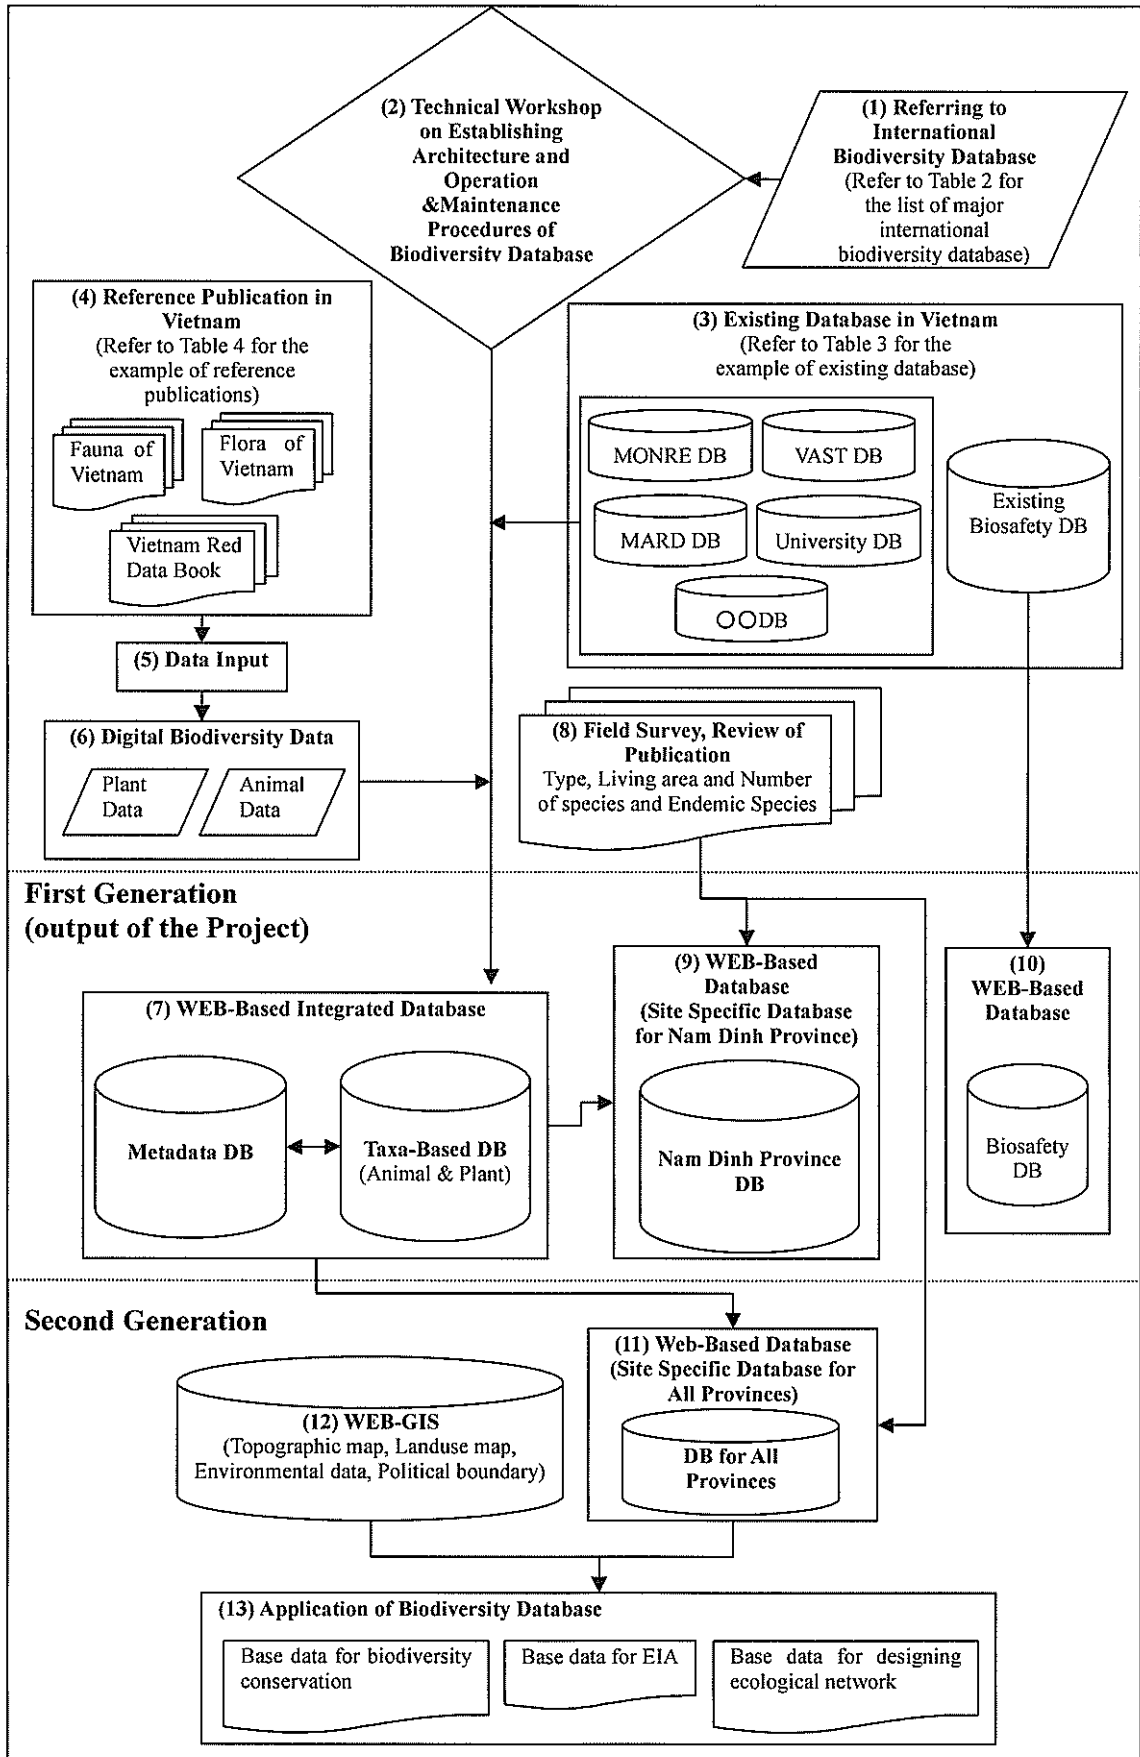 (2) Technical Workshop
on Establishing
Architecture and
Operation
&Maintenance
Procedures of
Biodiversity Database
(1) Referring to
International
Biodiversity Database
(Refer to Table 2 for
the list of major
international
biodiversity database)
(4) Reference Publication in
Vietnam
(Refer to Table 4 for the
example of reference
publications)
Fauna of
Vietnam
Flora of
Vietnam
Vietnam Red
Data Book
(3) Existing Database in Vietnam
(Refer to Table 3 for the
example of existing database)
MONRE DB
VAST DB
MARD DB
University DB
○○DB
Existing
Biosafety DB
(5) Data Input
(6) Digital Biodiversity Data
Plant
Data
Animal
Data
(8) Field Survey, Review of
Publication
Type, Living area and Number
of species and Endemic Species
First Generation
(output of the Project)
(7) WEB-Based Integrated Database
Metadata DB
Taxa-Based DB
(Animal & Plant)
(9) WEB-Based
Database
(Site Specific Database
for Nam Dinh Province)
Nam Dinh Province
DB
(10)
WEB-Based
Database
Biosafety
DB
Second Generation
(11) Web-Based Database
(Site Specific Database for
All Provinces)
DB for All
Provinces
(12) WEB-GIS
(Topographic map, Landuse map,
Environmental data, Political boundary)
(13) Application of Biodiversity Database
Base data for biodiversity
conservation
Base data for EIA
Base data for designing
ecological network